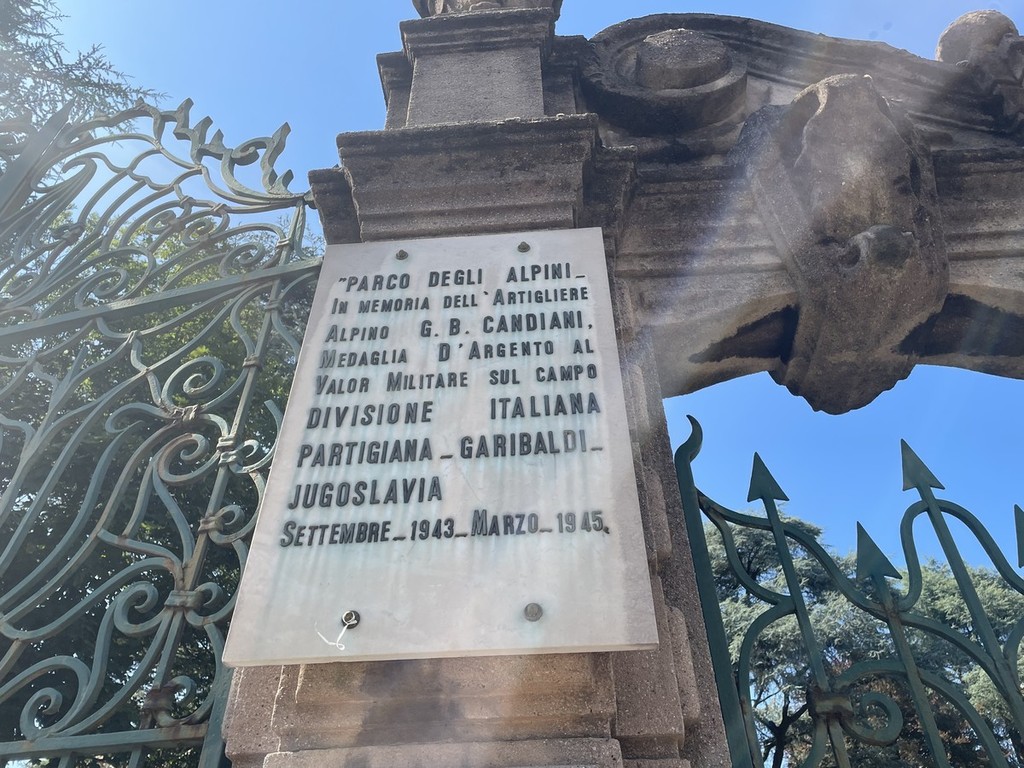 "PARCO DEGLI ALPINI_
IN MEMORIA DELL'ARTIGLIERE
ALPINO G. B. CANDIANI,
MEDAGLIA D'ARGENTO AL
VALOR MILITARE SUL CAMPO
DIVISIONE ITALIANA
PARTIGIANA_GARIBALDI_
JUGOSLAVIA
SETTEMBRE_1943_MARZO_1945.